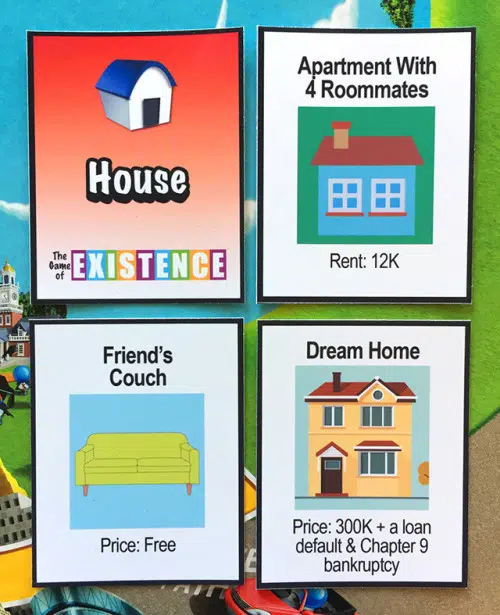 House
The Game of EXISTENCE
Apartment With
4 Roommates
Rent: 12K
Friend's
Couch
Price: Free
Dream Home
Price: 300K + a loan
default & Chapter 9
bankruptcy